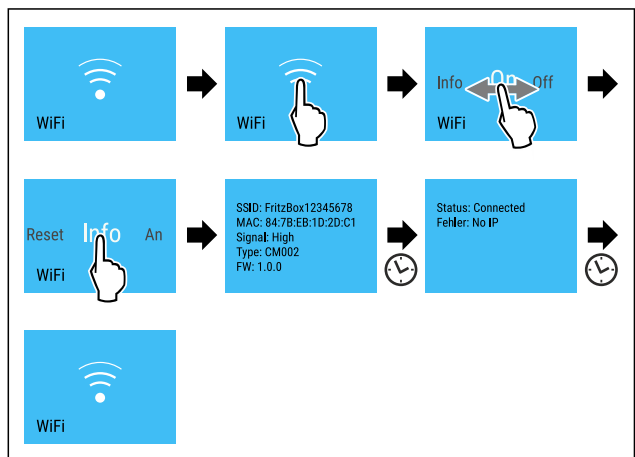 WiFi
WiFi
Info On Off
WiFi
Reset Info An
WiFi
SSID: FritzBox12345678
MAC: 84:7B:EB:1D:2D:C1
Signal: High
Type: CM002
FW: 1.0.0
Status: Connected
Fehler: No IP
WiFi